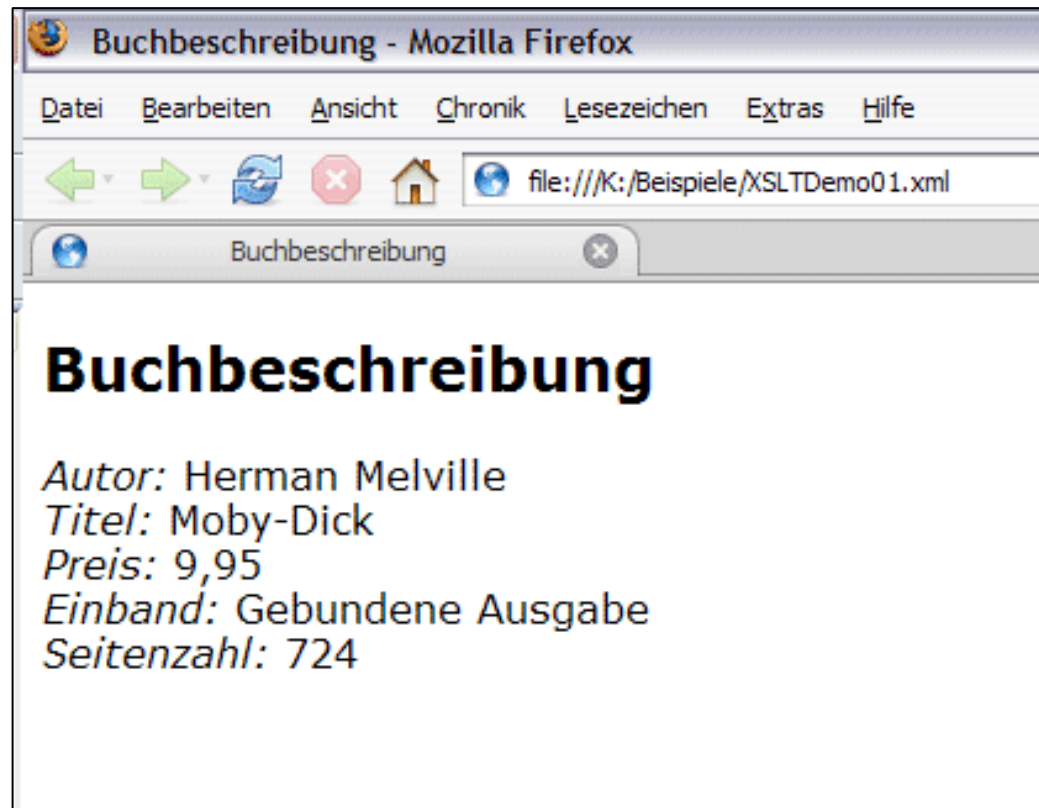 Buchbeschreibung - Mozilla Firefox
Datei Bearbeiten Ansicht Chronik Lesezeichen Extras Hilfe
file:///K:/Beispiele/XSLTDemo01.xml
Buchbeschreibung
Buchbeschreibung
Autor: Herman Melville
Titel: Moby-Dick
Preis: 9,95
Einband: Gebundene Ausgabe
Seitenzahl: 724